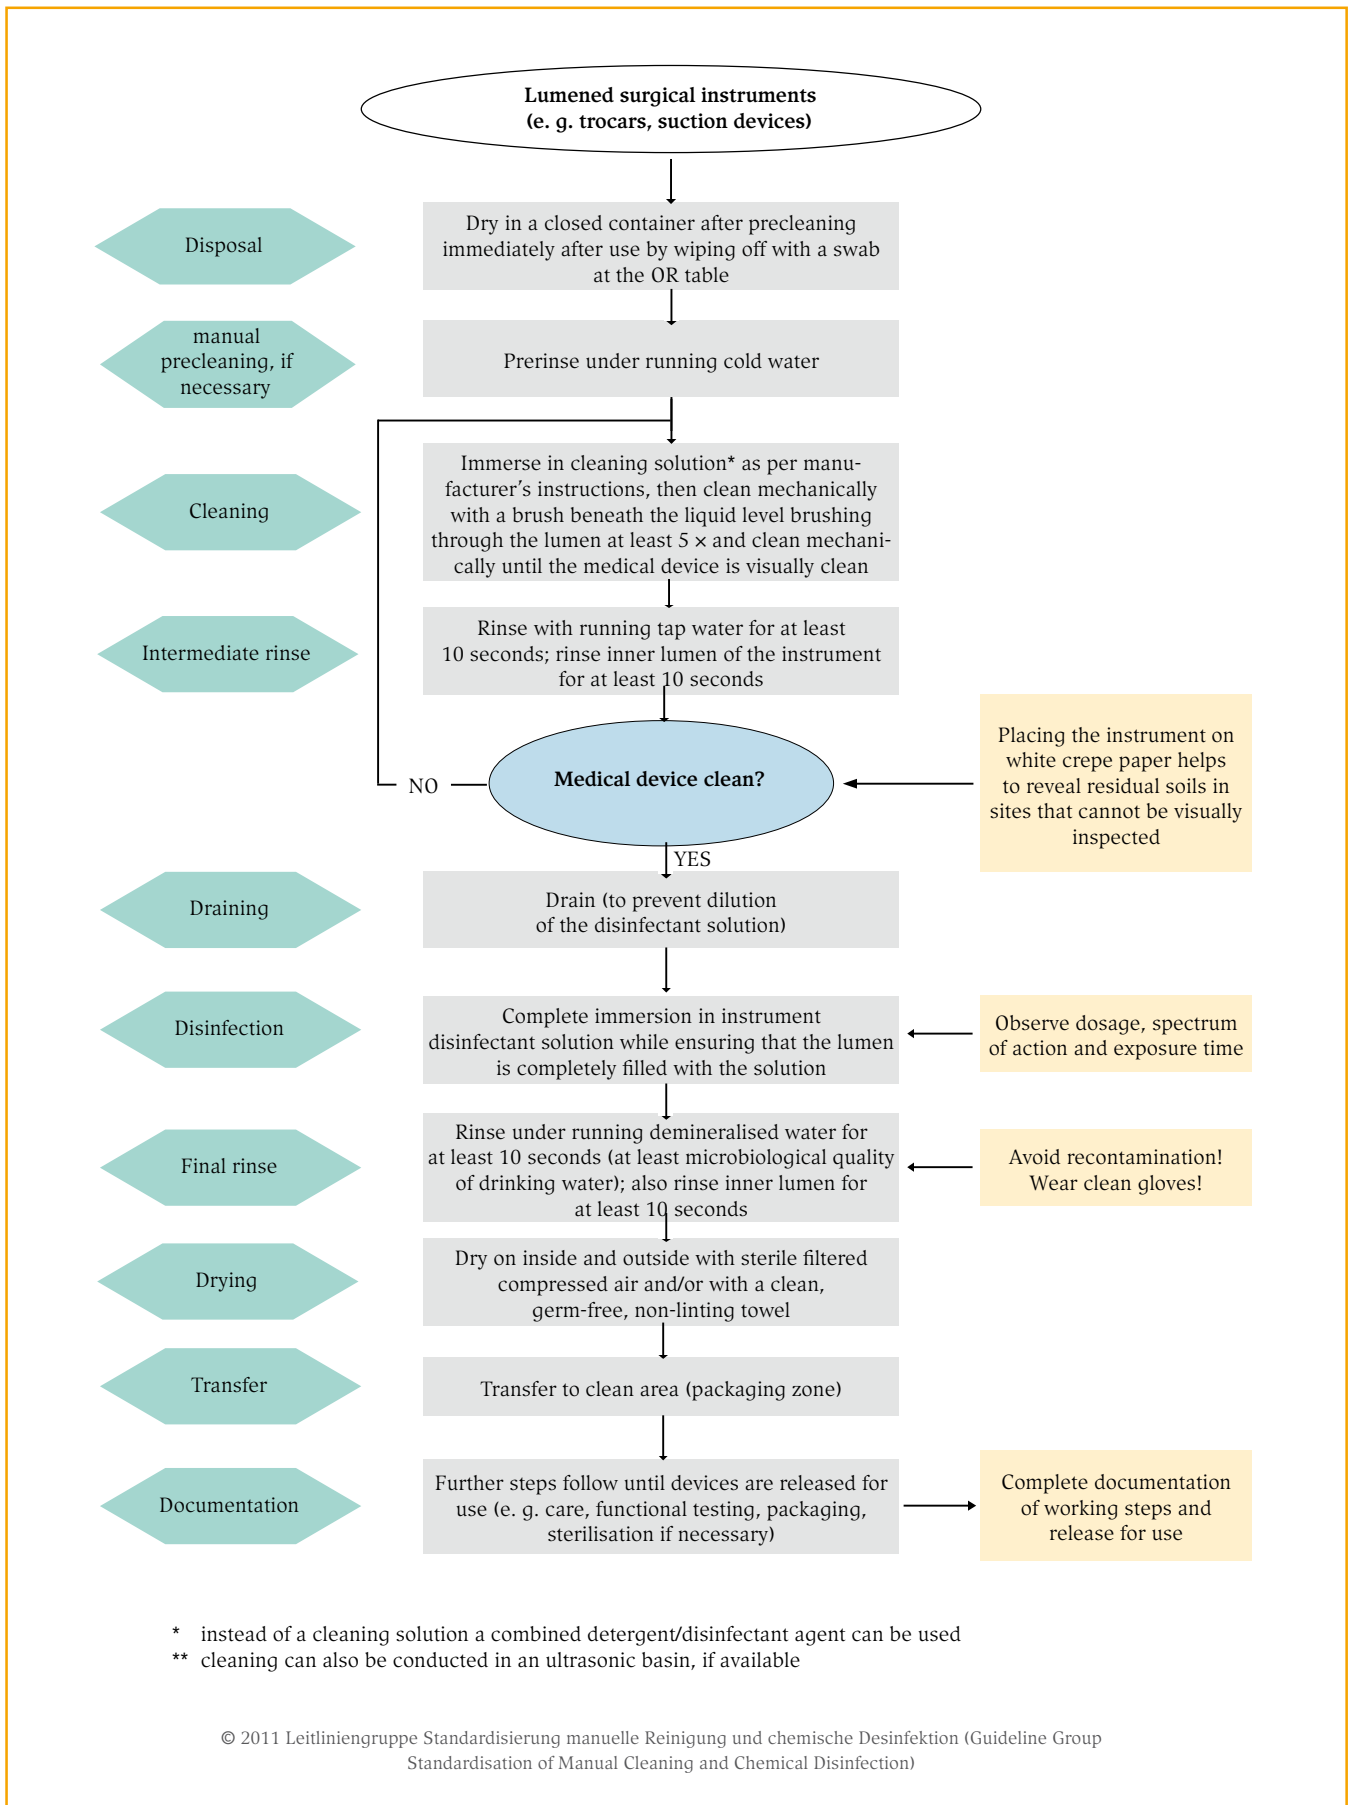 Lumened surgical instruments
(e. g. trocars, suction devices)
Disposal
Dry in a closed container after precleaning
immediately after use by wiping off with a swab
at the OR table
manual
precleaning, if
necessary
Prerinse under running cold water
Cleaning
Immerse in cleaning solution* as per manu-
facturer's instructions, then clean mechanically
with a brush beneath the liquid level brushing
through the lumen at least 5 × and clean mechani-
cally until the medical device is visually clean
Intermediate rinse
Rinse with running tap water for at least
10 seconds; rinse inner lumen of the instrument
for at least 10 seconds
Medical device clean?
NO
Placing the instrument on
white crepe paper helps
to reveal residual soils in
sites that cannot be visually
inspected
YES
Draining
Drain (to prevent dilution
of the disinfectant solution)
Disinfection
Complete immersion in instrument
disinfectant solution while ensuring that the lumen
is completely filled with the solution
Observe dosage, spectrum
of action and exposure time
Final rinse
Rinse under running demineralised water for
at least 10 seconds (at least microbiological quality
of drinking water); also rinse inner lumen for
at least 10 seconds
Avoid recontamination!
Wear clean gloves!
Drying
Dry on inside and outside with sterile filtered
compressed air and/or with a clean,
germ-free, non-linting towel
Transfer
Transfer to clean area (packaging zone)
Documentation
Further steps follow until devices are released for
use (e. g. care, functional testing, packaging,
sterilisation if necessary)
Complete documentation
of working steps and
release for use
* instead of a cleaning solution a combined detergent/disinfectant agent can be used
** cleaning can also be conducted in an ultrasonic basin, if available
© 2011 Leitliniengruppe Standardisierung manuelle Reinigung und chemische Desinfektion (Guideline Group
Standardisation of Manual Cleaning and Chemical Disinfection)